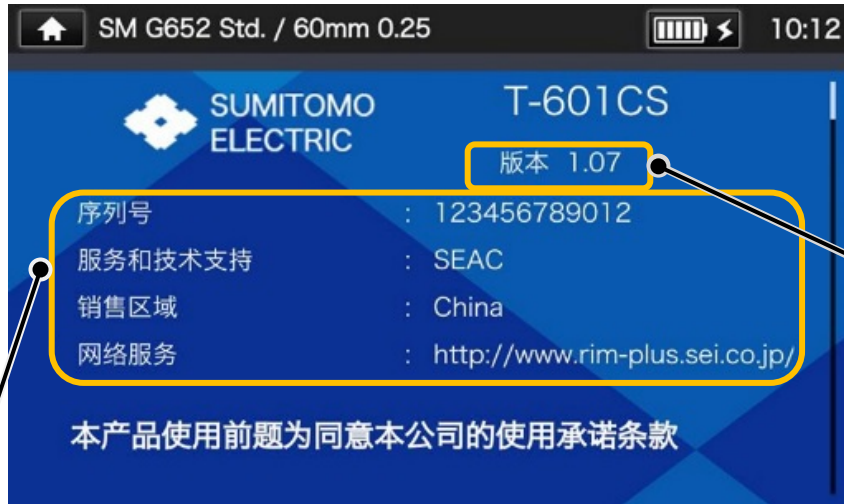 SM G652 Std. / 60mm 0.25 10:12
SUMITOMO ELECTRIC
T-601CS
版本 1.07
序列号 : 123456789012
服务和技术支持 : SEAC
销售区域 : China
网络服务 : http://www.rim-plus.sei.co.jp/
本产品使用前题为同意本公司的使用承诺条款